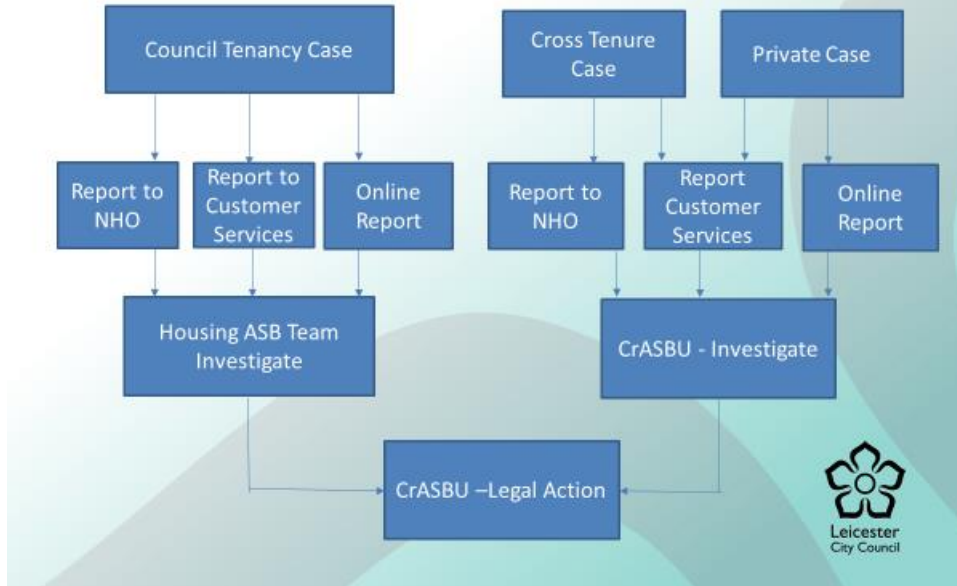 Council Tenancy Case
Cross Tenure
Case
Private Case
Report to
NHO
Report to
Customer
Services
Online
Report
Report to
NHO
Report
Customer
Services
Online
Report
Housing ASB Team
Investigate
CrASBU - Investigate
CrASBU –Legal Action
Leicester
City Council